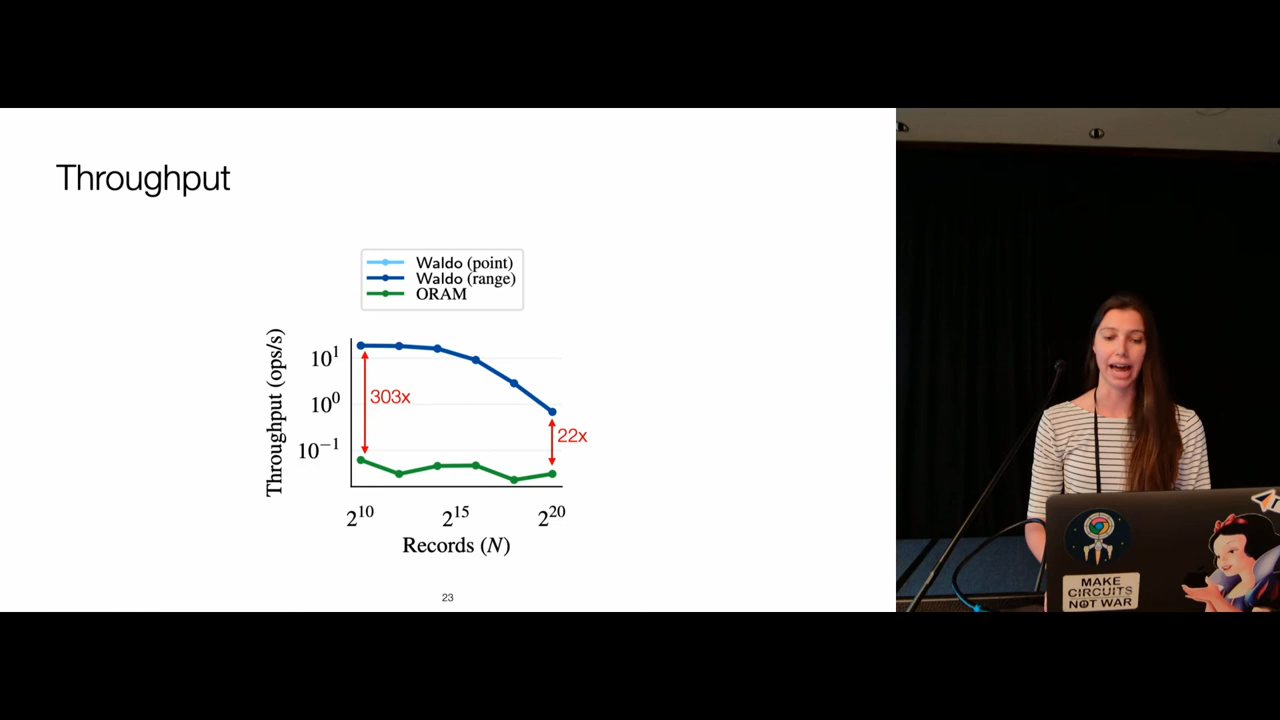 Throughput
Waldo (point)
Waldo (range)
ORAM
Throughput (ops/s)
10¹
10⁰
10⁻¹
303x
22x
2¹⁰
2¹⁵
2²⁰
Records (N)
23
MAKE
CIRCUITS
NOT WAR